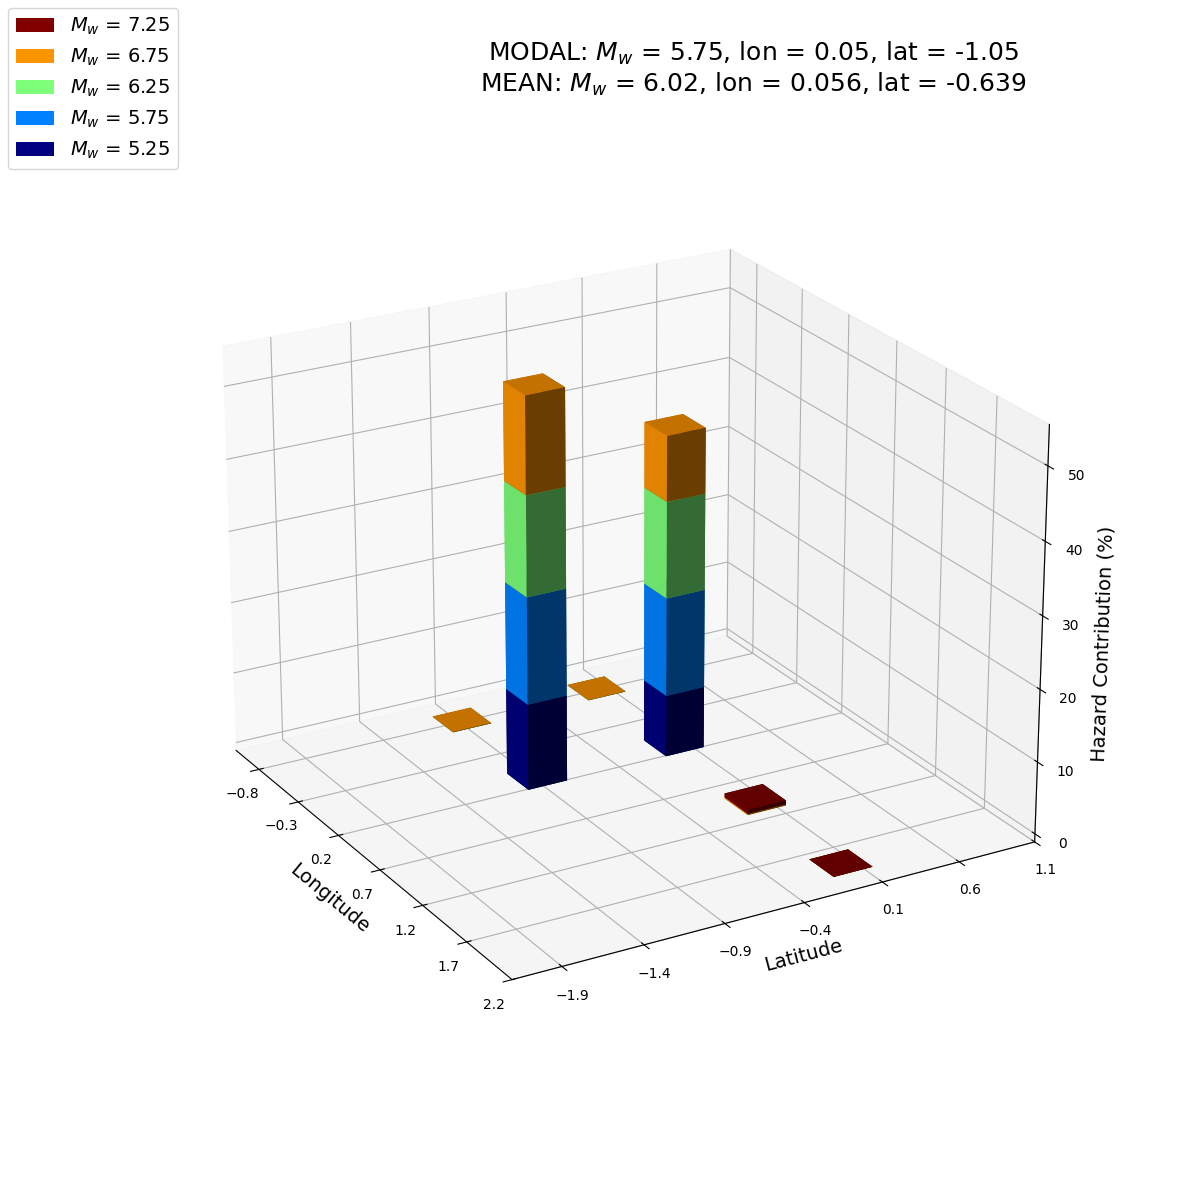 M_w = 7.25
M_w = 6.75
M_w = 6.25
M_w = 5.75
M_w = 5.25
MODAL: M_w = 5.75, lon = 0.05, lat = -1.05
MEAN: M_w = 6.02, lon = 0.056, lat = -0.639
−0.8
−0.3
0.2
0.7
1.2
1.7
2.2
Longitude
−1.9
−1.4
−0.9
−0.4
0.1
0.6
1.1
Latitude
0
10
20
30
40
50
Hazard Contribution (%)